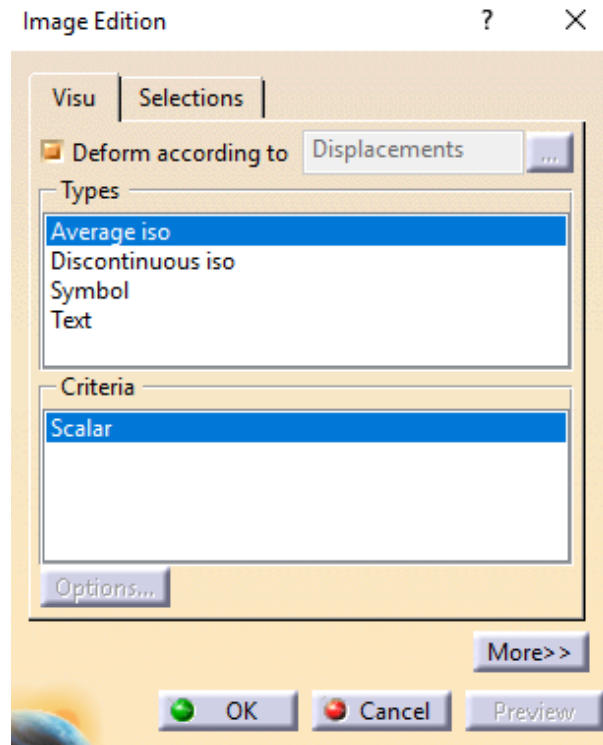 Image Edition ? ×
Visu Selections
Deform according to Displacements ...
Types
Average iso
Discontinuous iso
Symbol
Text
Criteria
Scalar
Options...
More>>
OK Cancel Preview